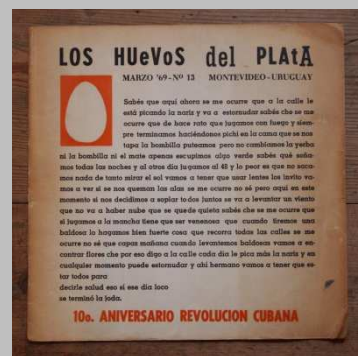 LOS HUeVoS del PLAtA
MARZO '69-Nº 13 MONTEVIDEO-URUGUAY
Sabés que aquí ahora se me ocurre que a la calle le
está picando la nariz y va a estornudar sabés che se me
ocurre que de hace rato que jugamos con fuego y siem-
pre terminamos haciéndonos pichí en la cama que se nos
tapa la bombilla puteamos pero no cambiamos la yerba
ni la bombilla ni el mate apenas escupimos algo verde sabés qué soña-
mos todas las noches y al otro día jugamos al 48 y lo peor es que no saca-
mos nada de tanto mirar el sol vamos a tener que usar lentes los invito va-
mos a ver si se nos queman las alas se me ocurre no sé pero aquí en este
momento si nos decidimos a soplar todos juntos se va a levantar un viento
que no va a haber nube que se quede quieta sabés che se me ocurre que
si jugamos a la mancha tiene que ser venenosa que cuando tiremos una
baldosa lo hagamos bien fuerte cosa que recorra todas las calles se me
ocurre no sé que capaz mañana cuando levantemos baldosas vamos a en-
contrar flores che por eso digo a la calle cada día le pica más la nariz y en
cualquier momento puede estornudar y ahí hermano vamos a tener que es-
tar todos para
decirle salud eso si ese día loco
se terminó la joda.
10o. ANIVERSARIO REVOLUCION CUBANA